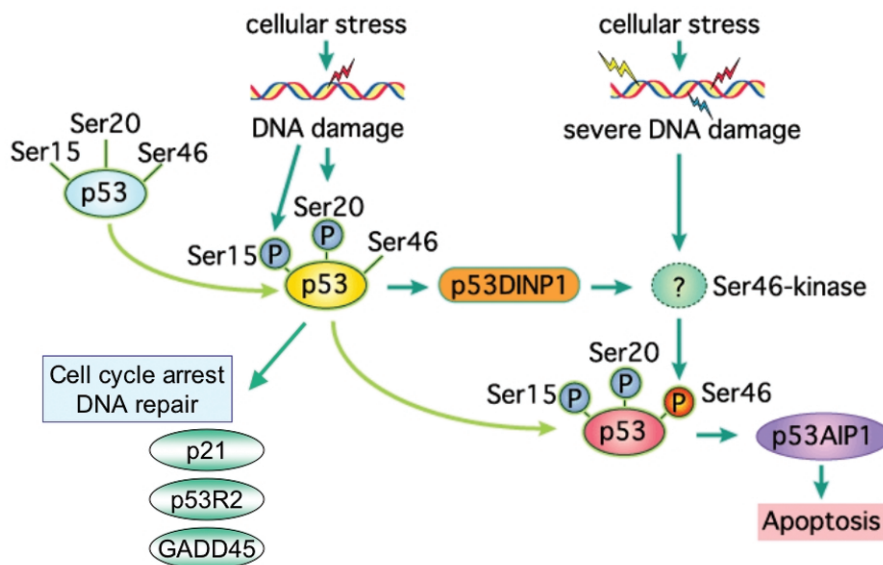 cellular stress
DNA damage
cellular stress
severe DNA damage
Ser20
Ser15
Ser46
p53
Ser20
Ser15
P
P
Ser46
p53
p53DINP1
?
Ser46-kinase
Cell cycle arrest
DNA repair
p21
p53R2
GADD45
Ser20
Ser15
P
P
P
Ser46
p53
p53AIP1
Apoptosis